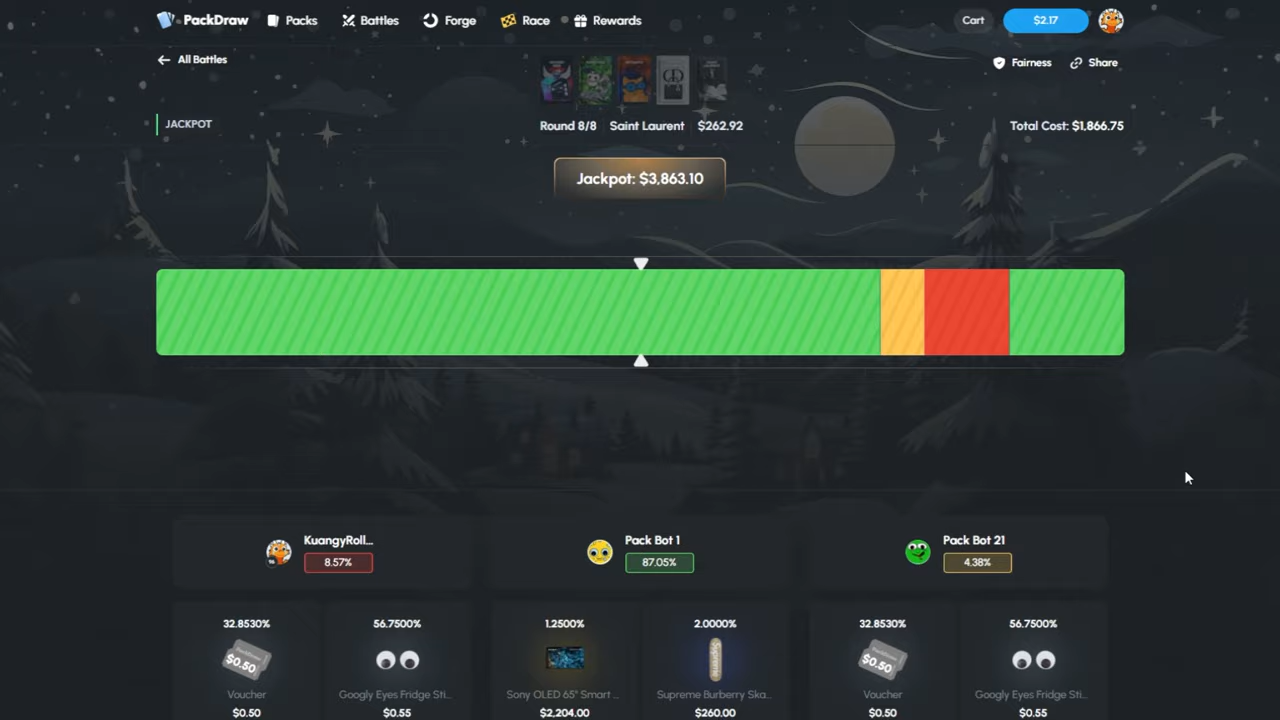 PackDraw Packs Battles Forge Race Rewards Cart $2.17
All Battles Fairness Share
JACKPOT Round 8/8 Saint Laurent $262.92 Total Cost: $1,866.75
Jackpot: $3,863.10
KuangyRoll... Pack Bot 1 Pack Bot 21
8.57% 87.05% 4.38%
32.8530% 56.7500% 1.2500% 2.0000% 32.8530% 56.7500%
$0.50 Supreme $0.50
Voucher Googly Eyes Fridge Sti... Sony OLED 65" Smart ... Supreme Burberry Ska... Voucher Googly Eyes Fridge Sti...
$0.50 $0.55 $2,204.00 $260.00 $0.50 $0.55